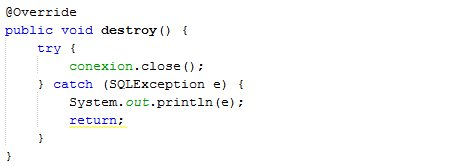 @Override
public void destroy() {
    try {
        conexion.close();
    } catch (SQLException e) {
        System.out.println(e);
        return;
    }
}